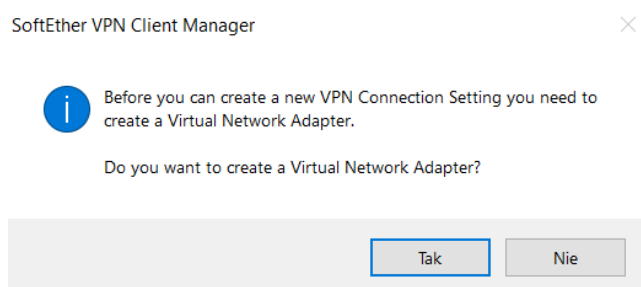 SoftEther VPN Client Manager
Before you can create a new VPN Connection Setting you need to
create a Virtual Network Adapter.
Do you want to create a Virtual Network Adapter?
Tak
Nie